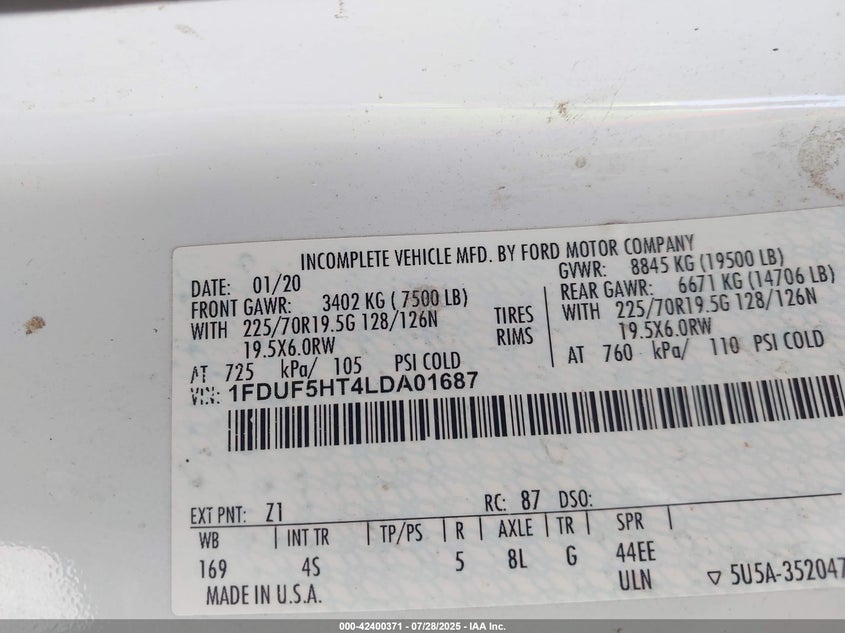 INCOMPLETE VEHICLE MFD. BY FORD MOTOR COMPANY
DATE: 01/20
GVWR: 8845 KG (19500 LB)
FRONT GAWR: 3402 KG ( 7500 LB)
REAR GAWR: 6671 KG (14706 LB)
WITH 225/70R19.5G 128/126N TIRES WITH 225/70R19.5G 128/126N
19.5X6.0RW RIMS 19.5X6.0RW
AT 725 kPa/ 105 PSI COLD AT 760 kPa/ 110 PSI COLD
VIN: 1FDUF5HT4LDA01687
EXT PNT: Z1 RC: 87 DSO:
WB INT TR TP/PS R AXLE TR SPR
169 4S 5 8L G 44EE
ULN ▽ 5U5A-352047
MADE IN U.S.A.
000-42400371 - 07/28/2025 - IAA Inc.